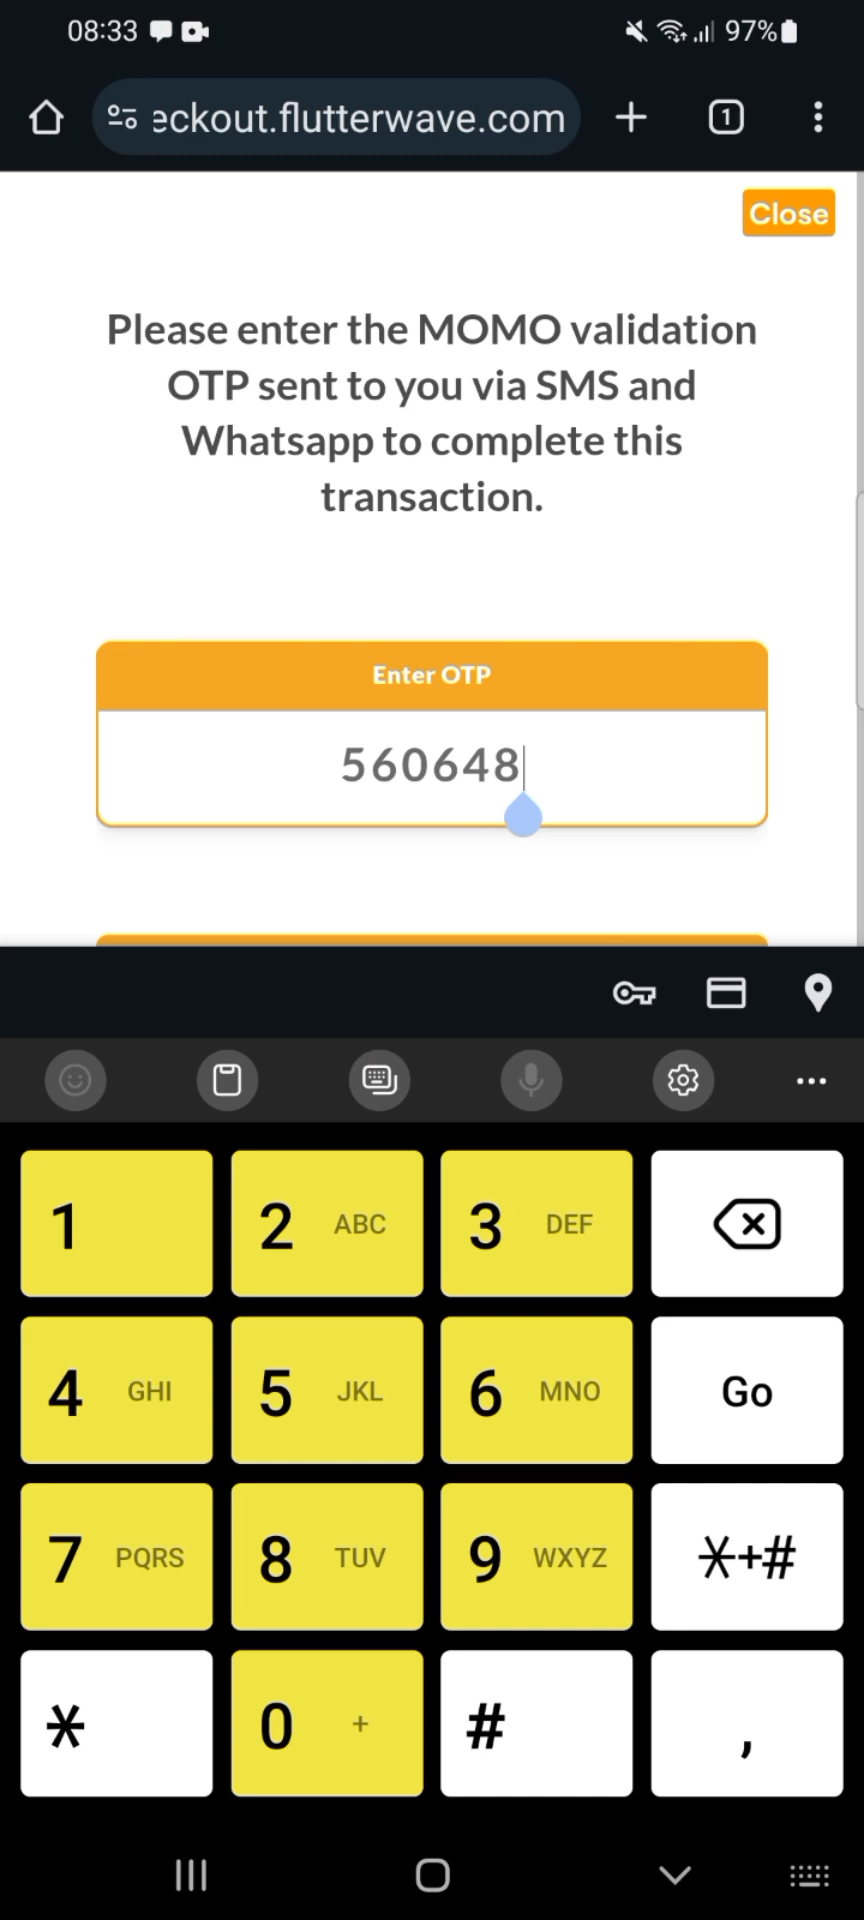 08:33
97%
eckout.flutterwave.com
1
Close
Please enter the MOMO validation
OTP sent to you via SMS and
Whatsapp to complete this
transaction.
Enter OTP
560648
1
2 ABC
3 DEF
4 GHI
5 JKL
6 MNO
Go
7 PQRS
8 TUV
9 WXYZ
*+#
*
0 +
#
,